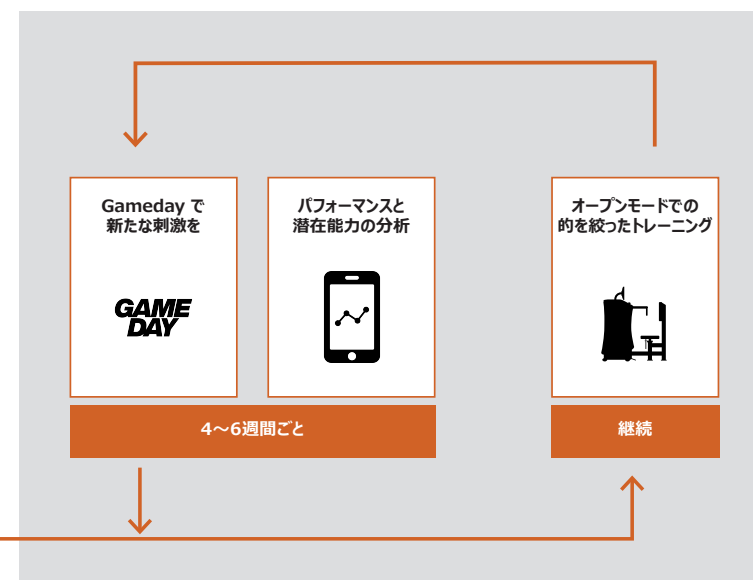 Gameday で
新たな刺激を
パフォーマンスと
潜在能力の分析
オープンモードでの
的を絞ったトレーニング
GAME
DAY
4〜6週間ごと
継続